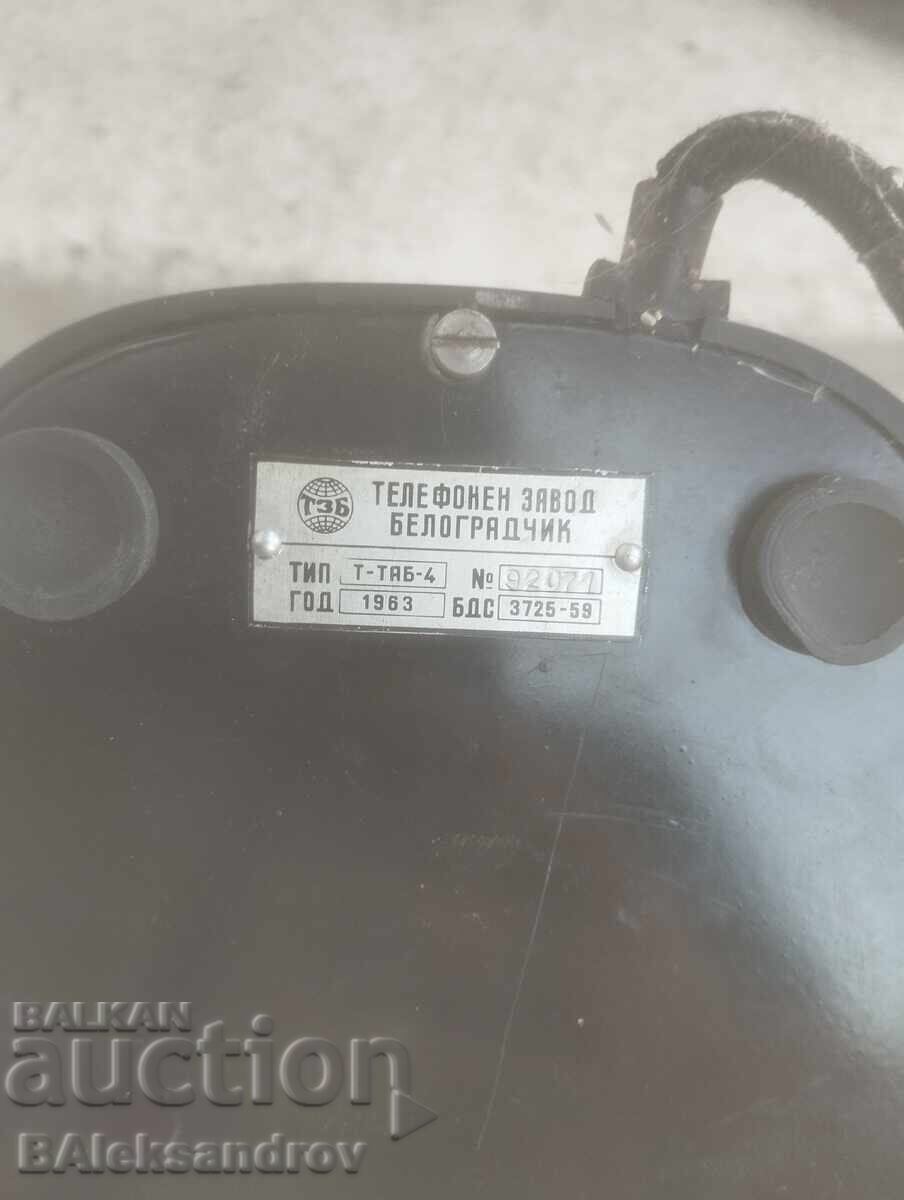 ТЗБ
ТЕЛЕФОНЕН ЗАВОД
БЕЛОГРАДЧИК
ТИП Т-ТАБ-4 № 92071
ГОД 1963 БДС 3725-59
BALKAN
auction
BAleksandrov